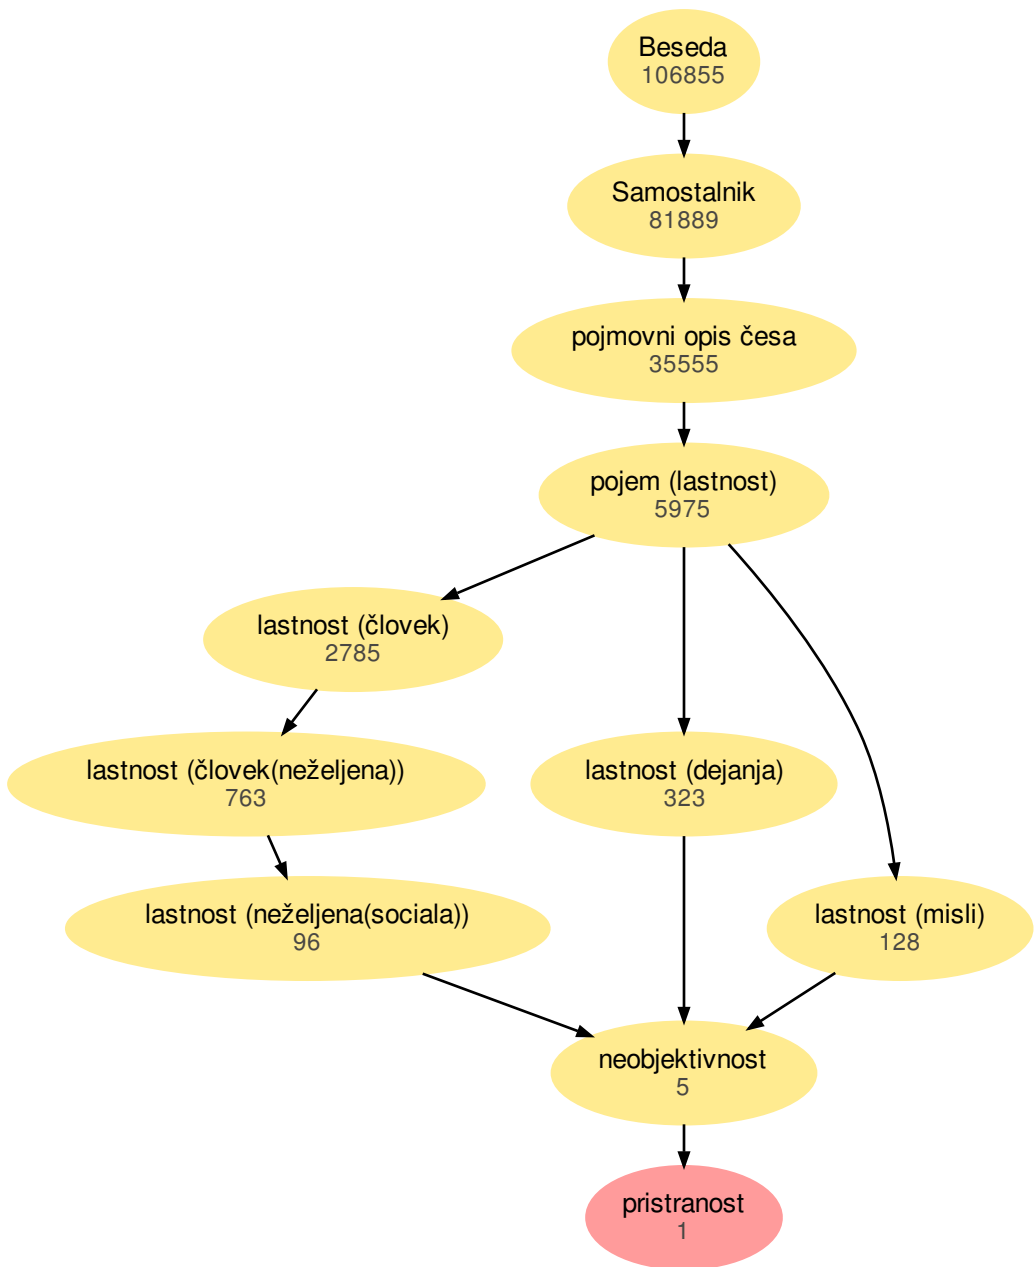 Beseda
106855
Samostalnik
81889
pojmovni opis česa
35555
pojem (lastnost)
5975
lastnost (človek)
2785
lastnost (človek(neželjena))
763
lastnost (dejanja)
323
lastnost (neželjena(sociala))
96
lastnost (misli)
128
neobjektivnost
5
pristranost
1